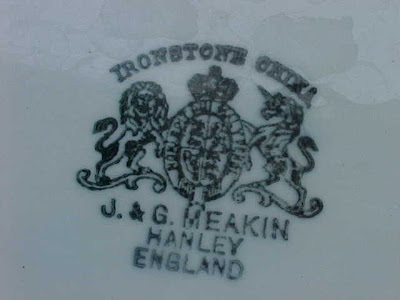 IRONSTONE CHINA
J. & G. MEAKIN
HANLEY
ENGLAND